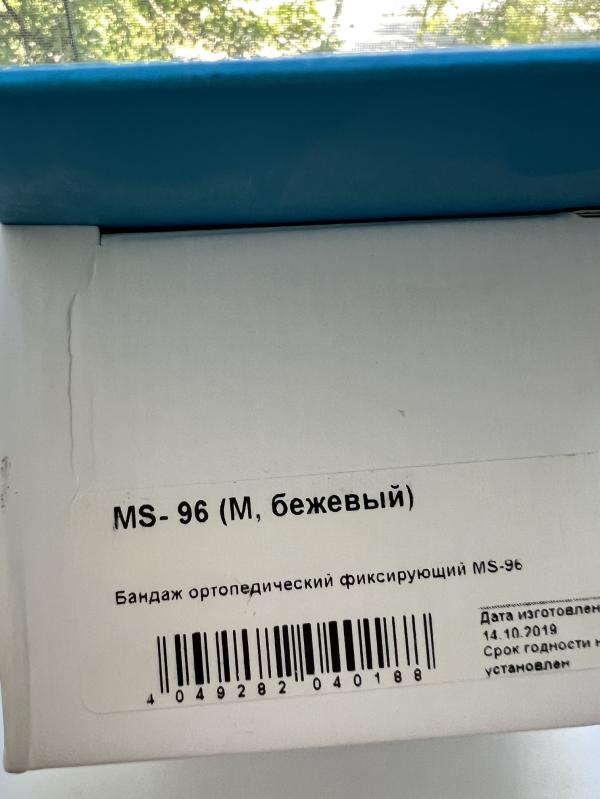 MS- 96 (M, бежевый)
Бандаж ортопедический фиксирующий MS-96
Дата изготовлен
14.10.2019
Срок годности н
установлен
4 049282 040188